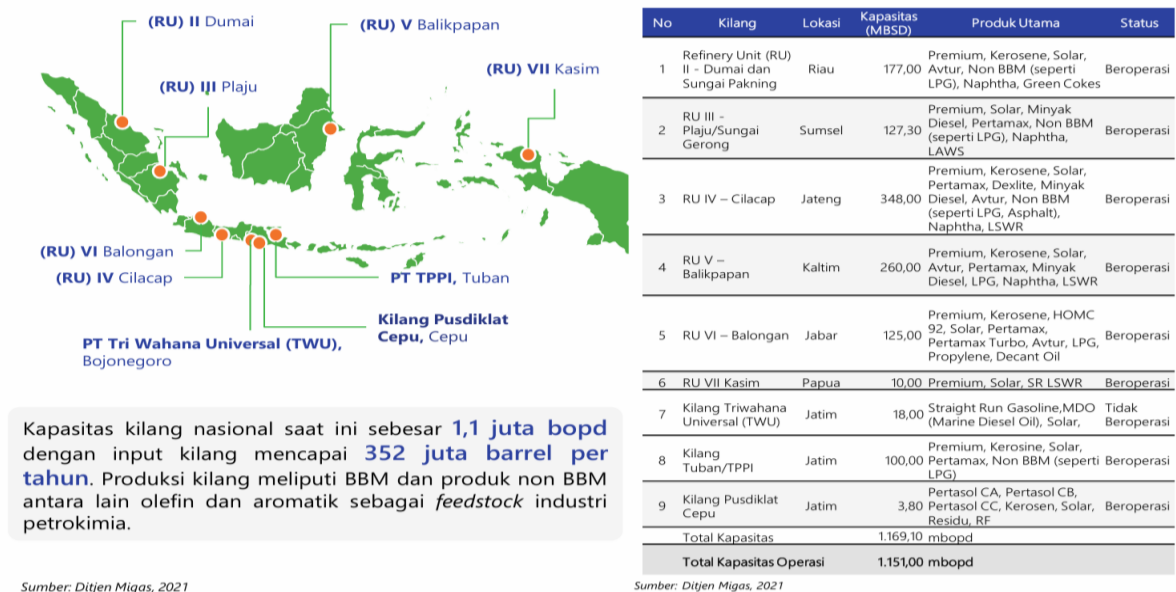 (RU) II Dumai
(RU) V Balikpapan
(RU) VII Kasim
(RU) III Plaju
(RU) VI Balongan
(RU) IV Cilacap
PT TPPI, Tuban
Kilang Pusdiklat
Cepu, Cepu
PT Tri Wahana Universal (TWU),
Bojonegoro
Kapasitas kilang nasional saat ini sebesar 1,1 juta bopd
dengan input kilang mencapai 352 juta barrel per
tahun. Produksi kilang meliputi BBM dan produk non BBM
antara lain olefin dan aromatik sebagai feedstock industri
petrokimia.
Sumber: Ditjen Migas, 2021
No Kilang Lokasi Kapasitas (MBSD) Produk Utama Status
Refinery Unit (RU) Premium, Kerosene, Solar,
1 II - Dumai dan Riau 177,00 Avtur, Non BBM (seperti Beroperasi
Sungai Pakning LPG), Naphtha, Green Cokes
RU III - Premium, Solar, Minyak
2 Plaju/Sungai Sumsel 127,30 Diesel, Pertamax, Non BBM Beroperasi
Gerong (seperti LPG), Naphtha,
LAWS
Premium, Kerosene, Solar,
Pertamax, Dexlite, Minyak
3 RU IV – Cilacap Jateng 348,00 Diesel, Avtur, Non BBM Beroperasi
(seperti LPG, Asphalt),
Naphtha, LSWR
RU V – Premium, Kerosene, Solar,
4 Balikpapan Kaltim 260,00 Avtur, Pertamax, Minyak Beroperasi
Diesel, LPG, Naphtha, LSWR
Premium, Kerosene, HOMC
92, Solar, Pertamax,
5 RU VI – Balongan Jabar 125,00 Pertamax Turbo, Avtur, LPG, Beroperasi
Propylene, Decant Oil
6 RU VII Kasim Papua 10,00 Premium, Solar, SR LSWR Beroperasi
7 Kilang Triwahana Jatim 18,00 Straight Run Gasoline,MDO Tidak
Universal (TWU) (Marine Diesel Oil), Solar, Beroperasi
Kilang Premium, Kerosine, Solar,
8 Tuban/TPPI Jatim 100,00 Pertamax, Non BBM (seperti Beroperasi
LPG)
Kilang Pusdiklat Pertasol CA, Pertasol CB,
9 Cepu Jatim 3,80 Pertasol CC, Kerosen, Solar, Beroperasi
Residu, RF
Total Kapasitas 1.169,10 mbopd
Total Kapasitas Operasi 1.151,00 mbopd
Sumber: Ditjen Migas, 2021